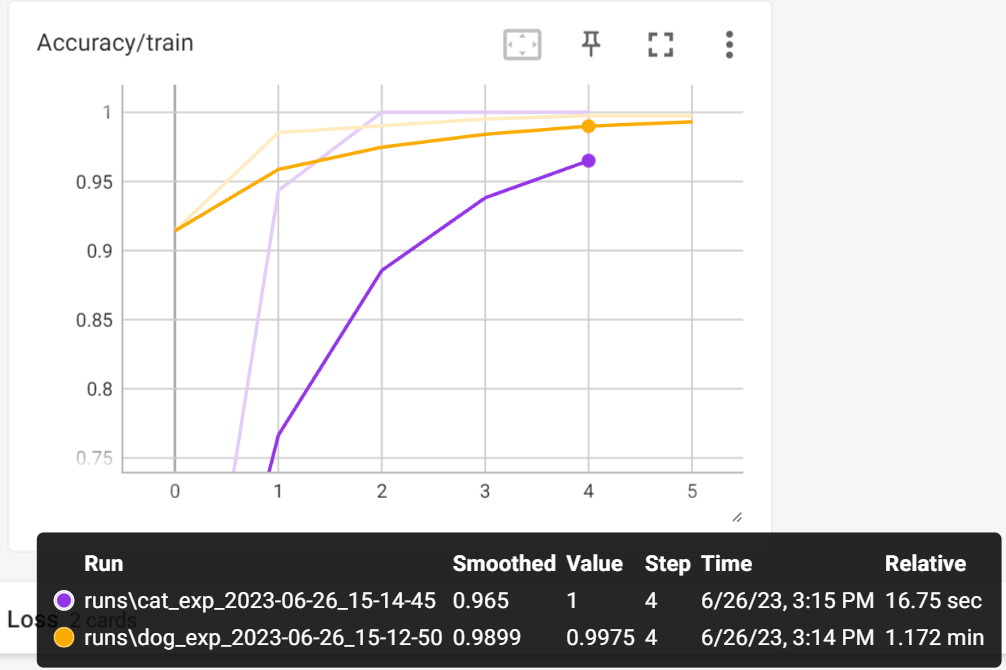 Accuracy/train
1
0.95
0.9
0.85
0.8
0.75
0 1 2 3 4 5
Run Smoothed Value Step Time Relative
runs\cat_exp_2023-06-26_15-14-45 0.965 1 4 6/26/23, 3:15 PM 16.75 sec
Loss 2 cards
runs\dog_exp_2023-06-26_15-12-50 0.9899 0.9975 4 6/26/23, 3:14 PM 1.172 min